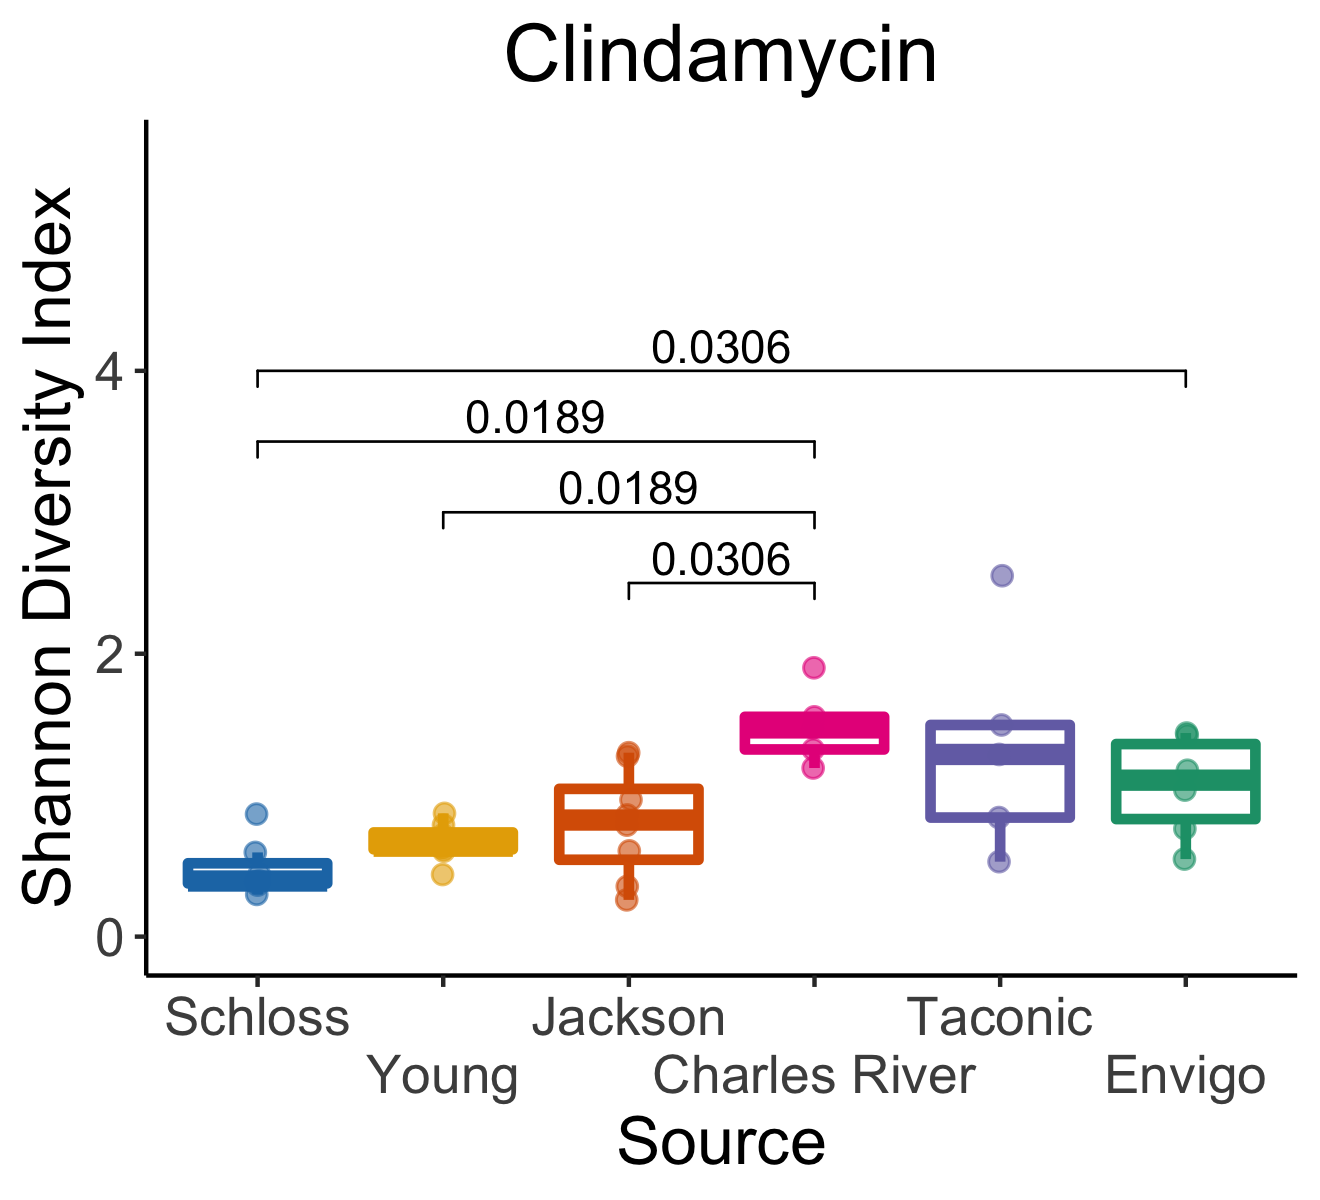 Clindamycin
Shannon Diversity Index
4
2
0
0.0306
0.0189
0.0189
0.0306
Schloss
Young
Jackson
Charles River
Taconic
Envigo
Source